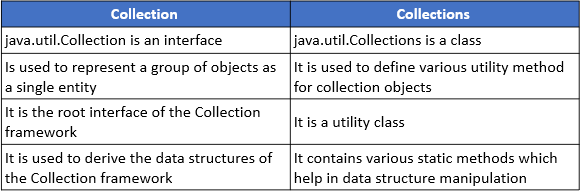 Collection
Collections
java.util.Collection is an interface
java.util.Collections is a class
Is used to represent a group of objects as
a single entity
It is used to define various utility method
for collection objects
It is the root interface of the Collection
framework
It is a utility class
It is used to derive the data structures of
the Collection framework
It contains various static methods which
help in data structure manipulation